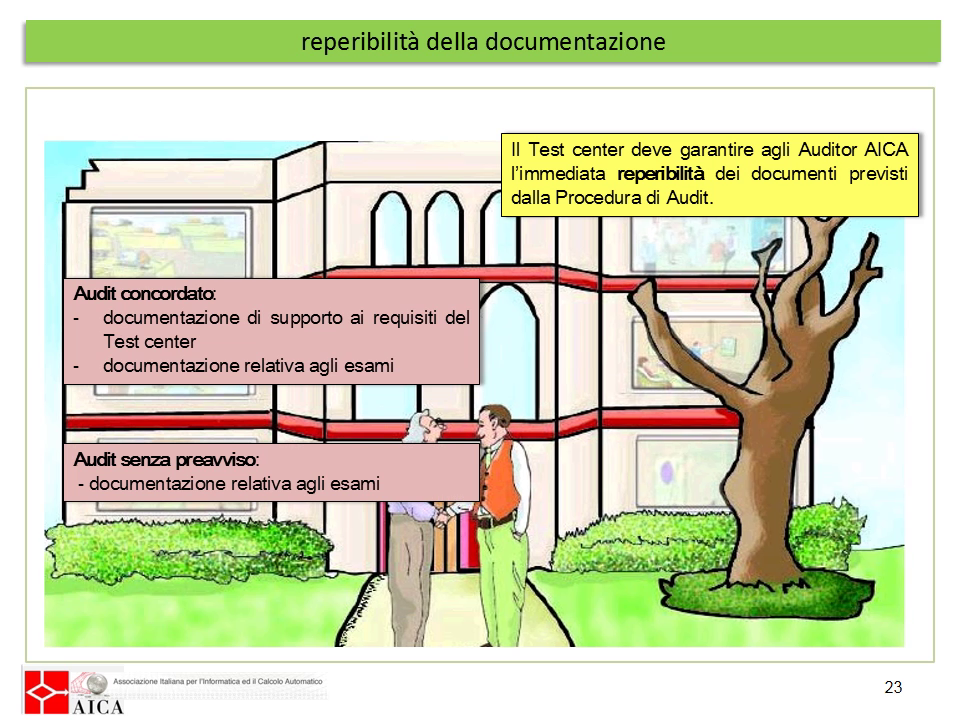 reperibilità della documentazione
Il Test center deve garantire agli Auditor AICA
l’immediata reperibilità dei documenti previsti
dalla Procedura di Audit.
Audit concordato:
- documentazione di supporto ai requisiti del
Test center
- documentazione relativa agli esami
Audit senza preavviso:
- documentazione relativa agli esami
Associazione Italiana per l'Informatica ed il Calcolo Automatico
AICA
23